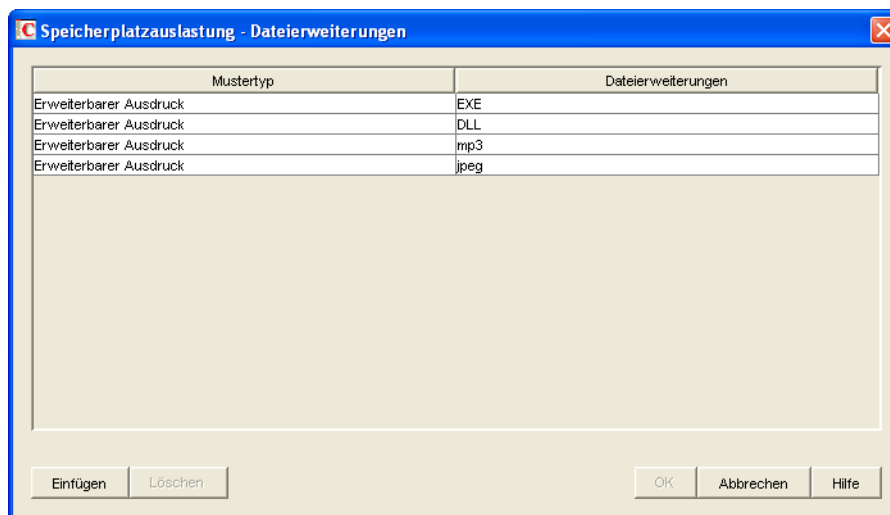 C Speicherplatzauslastung - Dateierweiterungen
Mustertyp Dateierweiterungen
Erweiterbarer Ausdruck EXE
Erweiterbarer Ausdruck DLL
Erweiterbarer Ausdruck mp3
Erweiterbarer Ausdruck jpeg
Einfügen Löschen OK Abbrechen Hilfe